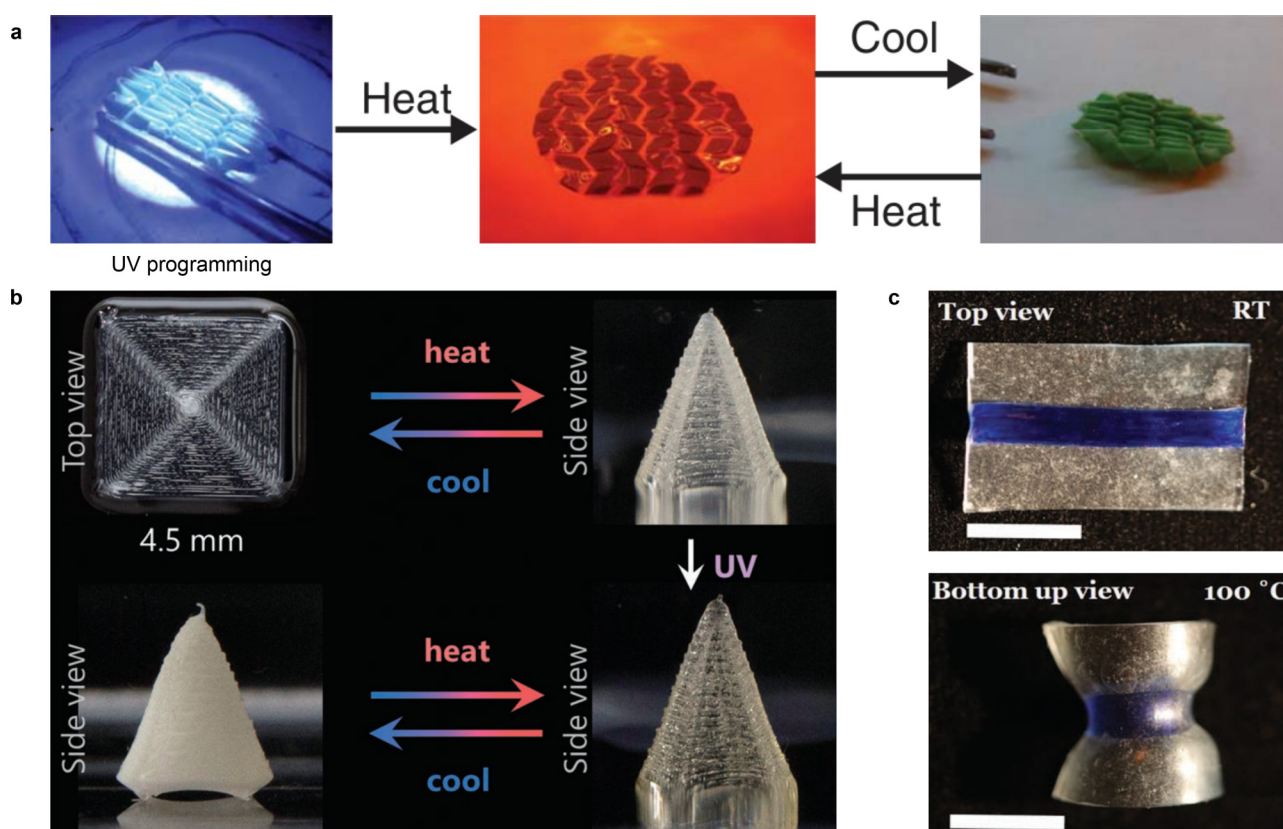 a
Heat
Cool
Heat
UV programming
b
Top view
heat
cool
Side view
4.5 mm
UV
Side view
heat
cool
Side view
c
Top view
RT
Bottom up view
100 °C